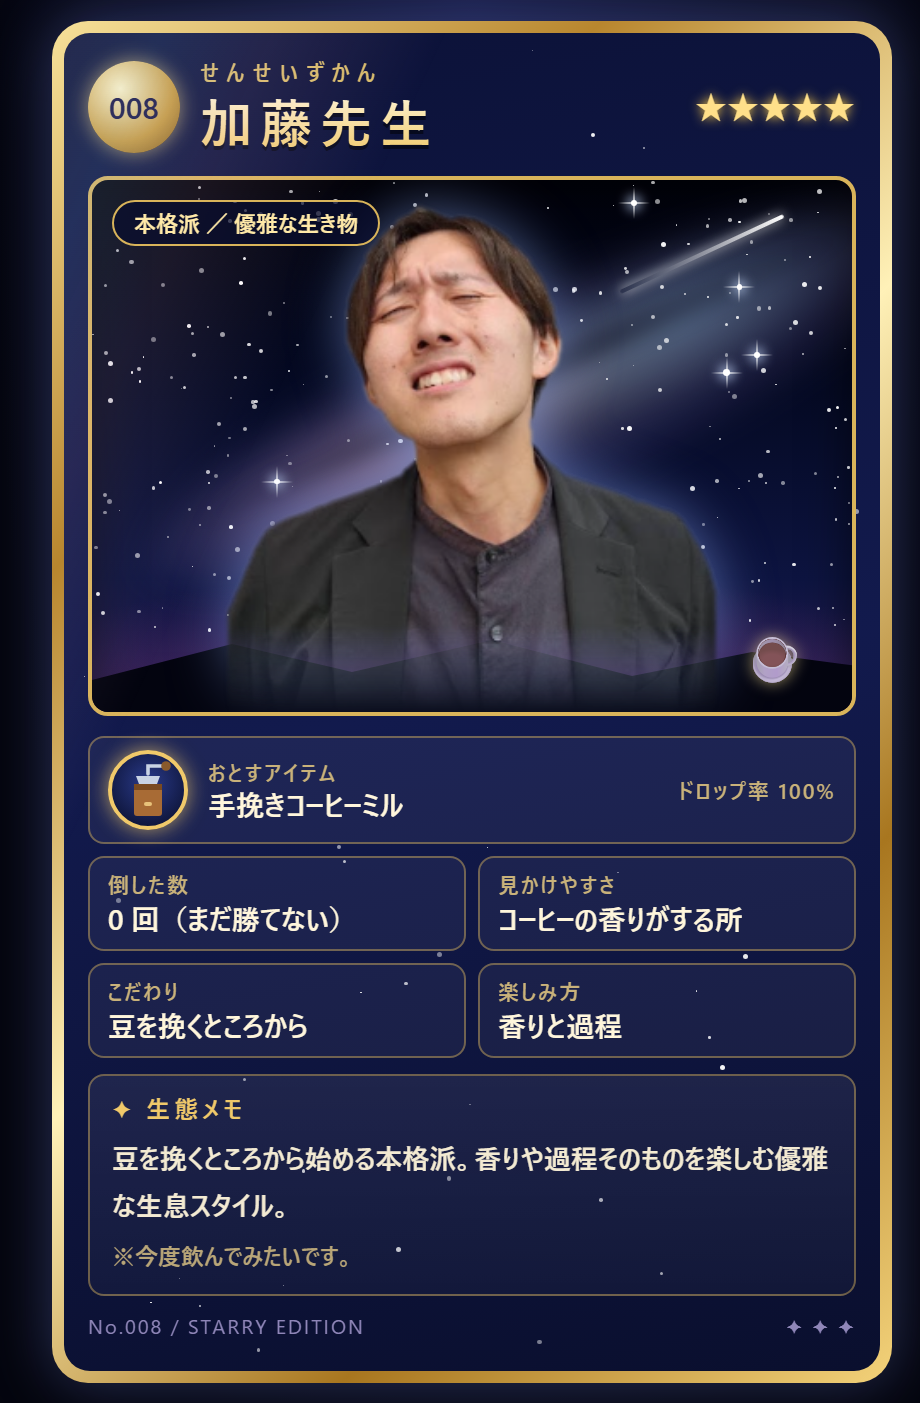 008
せんせいずかん
加藤先生
★★★★★
本格派 ／ 優雅な生き物
おとすアイテム
手挽きコーヒーミル
ドロップ率 100%
倒した数
0 回（まだ勝てない）
見かけやすさ
コーヒーの香りがする所
こだわり
豆を挽くところから
楽しみ方
香りと過程
✦ 生態メモ
豆を挽くところから始める本格派。香りや過程そのものを楽しむ優雅
な生息スタイル。
※今度飲んでみたいです。
No.008 / STARRY EDITION
✦ ✦ ✦